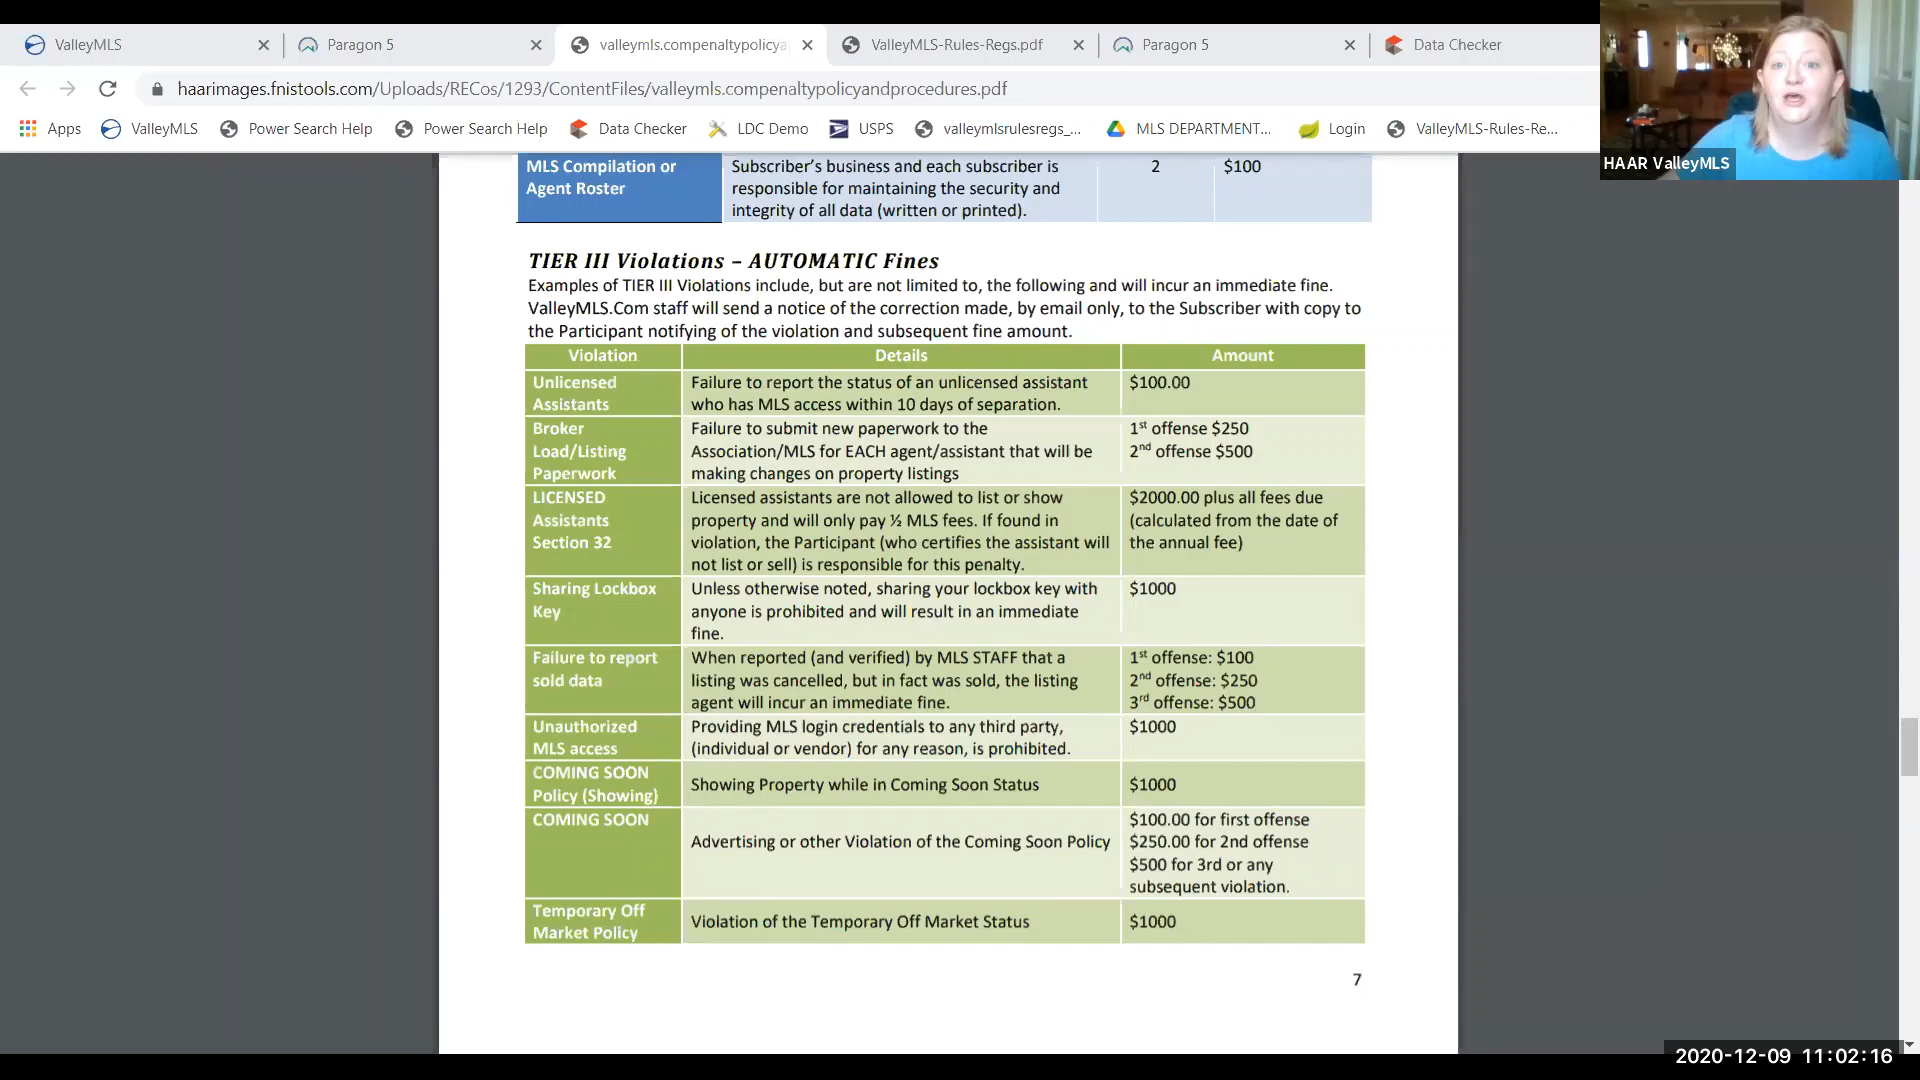 ValleyMLS
Paragon 5
valleymls.compenaltypolicya
ValleyMLS-Rules-Regs.pdf
Paragon 5
Data Checker
haarimages.fnistools.com/Uploads/RECos/1293/ContentFiles/valleymls.compenaltypolicyandprocedures.pdf
Apps
ValleyMLS
Power Search Help
Power Search Help
Data Checker
LDC Demo
USPS
valleymlsrulesregs_...
MLS DEPARTMENT...
Login
ValleyMLS-Rules-Re...
HAAR ValleyMLS
MLS Compilation or
Agent Roster
Subscriber's business and each subscriber is
responsible for maintaining the security and
integrity of all data (written or printed).
2
$100
TIER III Violations – AUTOMATIC Fines
Examples of TIER III Violations include, but are not limited to, the following and will incur an immediate fine.
ValleyMLS.Com staff will send a notice of the correction made, by email only, to the Subscriber with copy to
the Participant notifying of the violation and subsequent fine amount.
Violation
Details
Amount
Unlicensed
Assistants
Failure to report the status of an unlicensed assistant
who has MLS access within 10 days of separation.
$100.00
Broker
Load/Listing
Paperwork
Failure to submit new paperwork to the
Association/MLS for EACH agent/assistant that will be
making changes on property listings
1st offense $250
2nd offense $500
LICENSED
Assistants
Section 32
Licensed assistants are not allowed to list or show
property and will only pay ½ MLS fees. If found in
violation, the Participant (who certifies the assistant will
not list or sell) is responsible for this penalty.
$2000.00 plus all fees due
(calculated from the date of
the annual fee)
Sharing Lockbox
Key
Unless otherwise noted, sharing your lockbox key with
anyone is prohibited and will result in an immediate
fine.
$1000
Failure to report
sold data
When reported (and verified) by MLS STAFF that a
listing was cancelled, but in fact was sold, the listing
agent will incur an immediate fine.
1st offense: $100
2nd offense: $250
3rd offense: $500
Unauthorized
MLS access
Providing MLS login credentials to any third party,
(individual or vendor) for any reason, is prohibited.
$1000
COMING SOON
Policy (Showing)
Showing Property while in Coming Soon Status
$1000
COMING SOON
Advertising or other Violation of the Coming Soon Policy
$100.00 for first offense
$250.00 for 2nd offense
$500 for 3rd or any
subsequent violation.
Temporary Off
Market Policy
Violation of the Temporary Off Market Status
$1000
7
2020-12-09 11:02:16